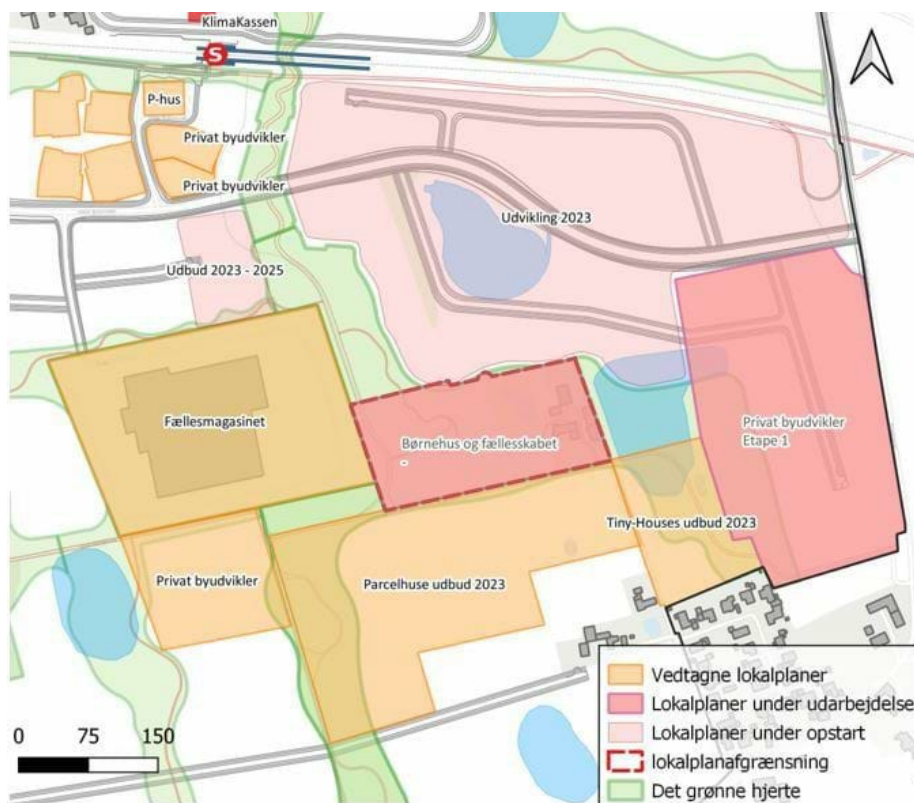 KlimaKassen
S
P-hus
Privat byudvikler
Privat byudvikler
Udvikling 2023
Udbud 2023 - 2025
Fællesmagasinet
Børnehus og fællesskabet
-
Privat byudvikler
Etape 1
Tiny-Houses udbud 2023
Privat byudvikler
Parcelhuse udbud 2023
Vedtagne lokalplaner
Lokalplaner under udarbejdelse
Lokalplaner under opstart
lokalplanafgrænsning
Det grønne hjerte
0 75 150